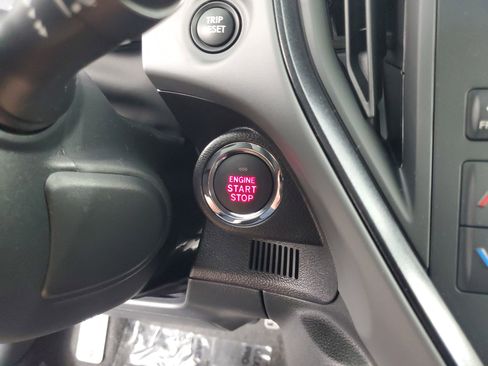 TRIP
RESET
ENGINE
START
STOP